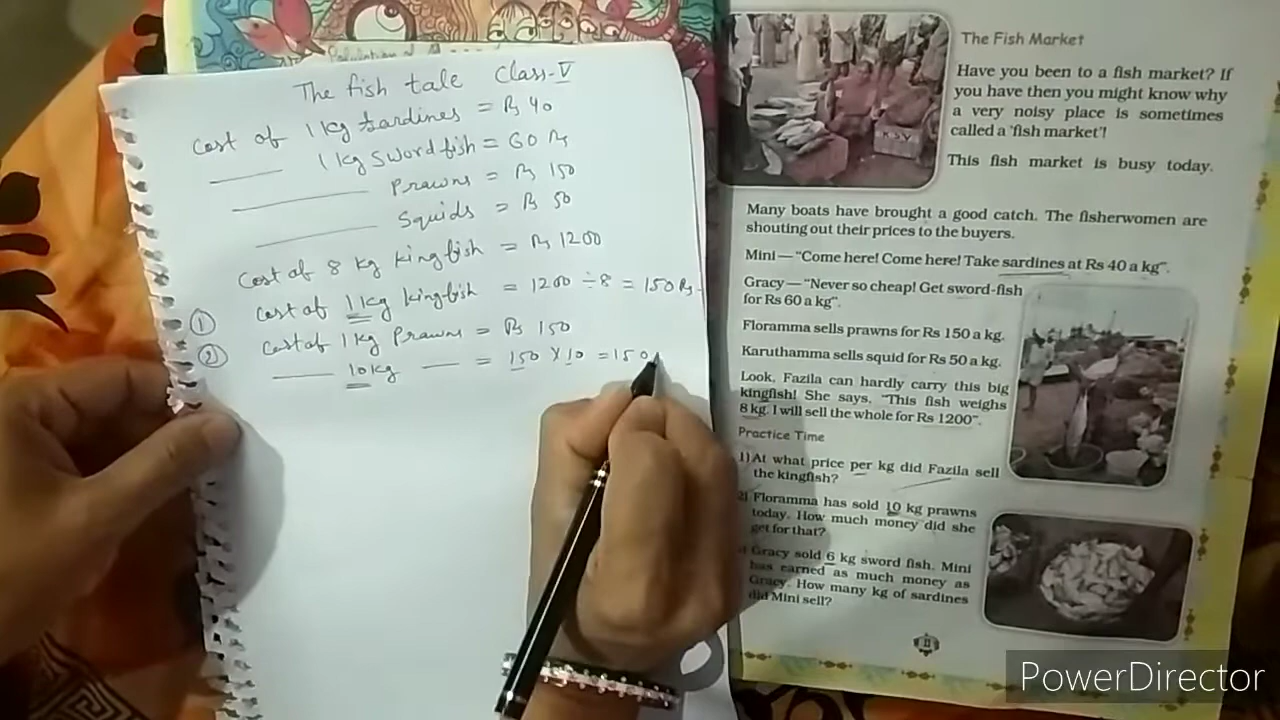 The fish tale Class-V
Cost of 1 kg Sardines = Rs 40
1 kg Swordfish = 60 Rs
Prawns = Rs 150
Squids = Rs 50
Cost of 8 kg kingfish = Rs 1200
① Cost of 1 kg kingfish = 1200 ÷ 8 = 150 Rs.
② Cost of 1 kg Prawns = Rs 150
10 kg = 150 X 10 = 150
The Fish Market
Have you been to a fish market? If
you have then you might know why
a very noisy place is sometimes
called a 'fish market'!
This fish market is busy today.
Many boats have brought a good catch. The fisherwomen are
shouting out their prices to the buyers.
Mini — "Come here! Come here! Take sardines at Rs 40 a kg".
Gracy — "Never so cheap! Get sword-fish
for Rs 60 a kg".
Floramma sells prawns for Rs 150 a kg.
Karuthamma sells squid for Rs 50 a kg.
Look, Fazila can hardly carry this big
kingfish! She says, "This fish weighs
8 kg. I will sell the whole for Rs 1200".
Practice Time
1) At what price per kg did Fazila sell
the kingfish?
2) Floramma has sold 10 kg prawns
today. How much money did she
get for that?
Gracy sold 6 kg sword fish. Mini
has earned as much money as
Gracy. How many kg of sardines
did Mini sell?
11
PowerDirector